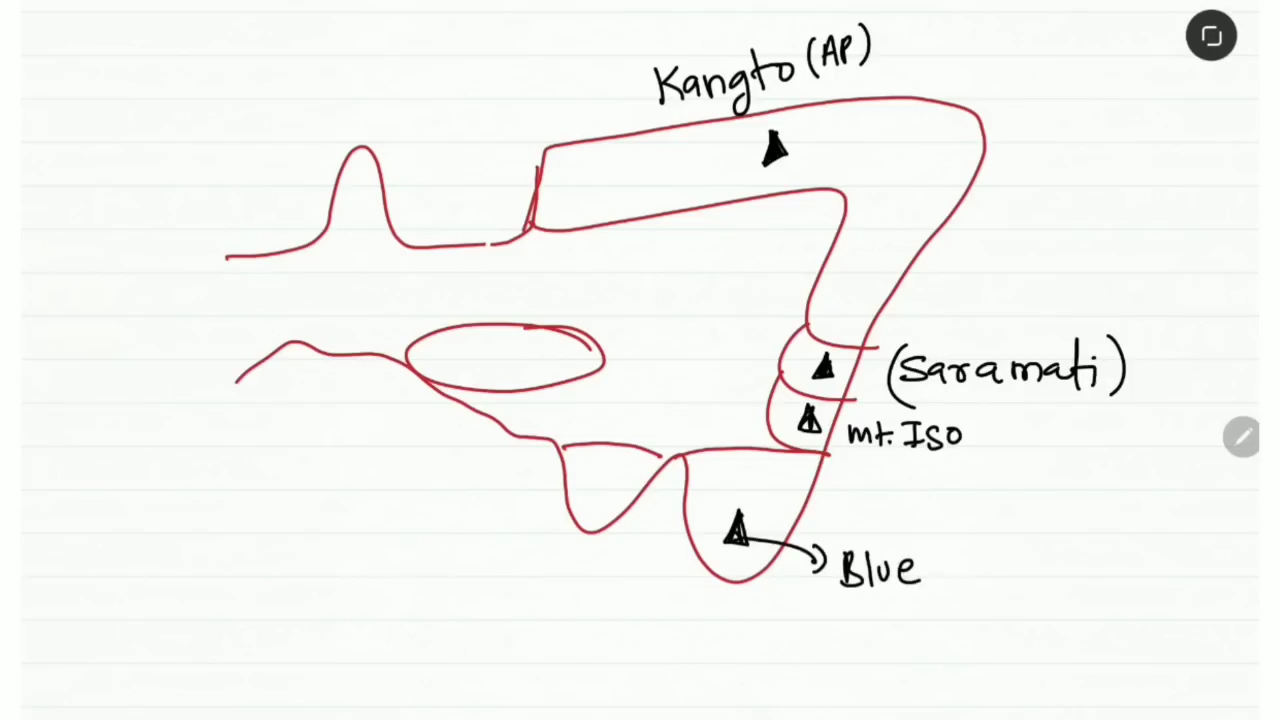 Kangto (AP)
(Saramati)
mt. Iso
Blue